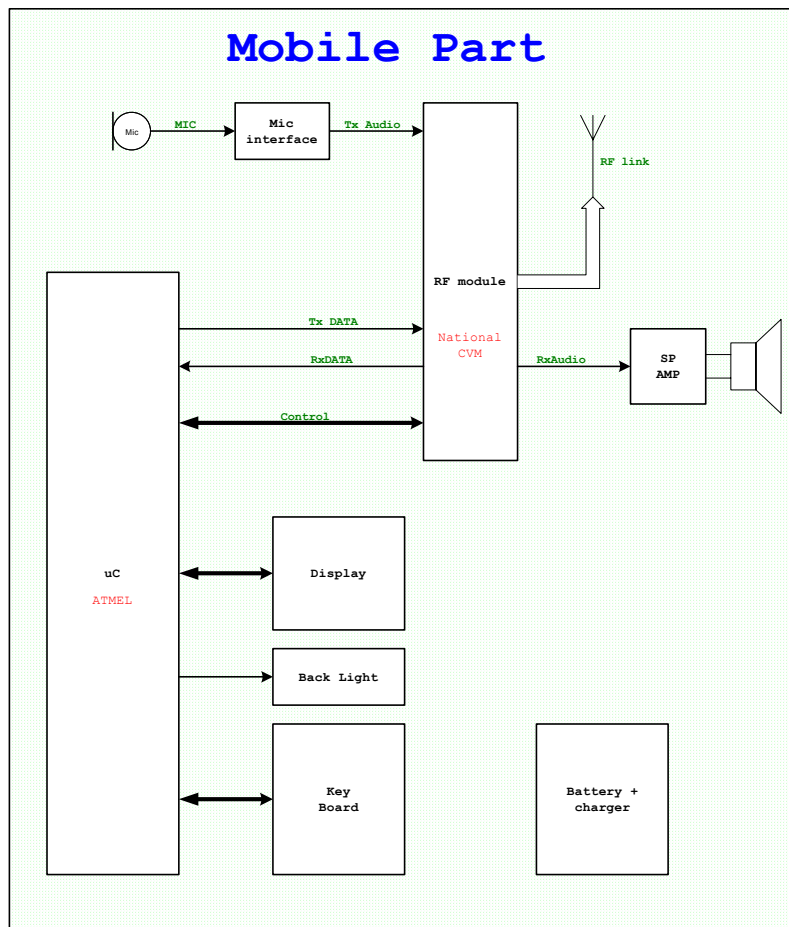 Mobile Part
Mic
MIC
Mic
interface
Tx Audio
RF link
RF module
National
CVM
Tx DATA
RxDATA
Control
RxAudio
SP
AMP
uC
ATMEL
Display
Back Light
Key
Board
Battery +
charger